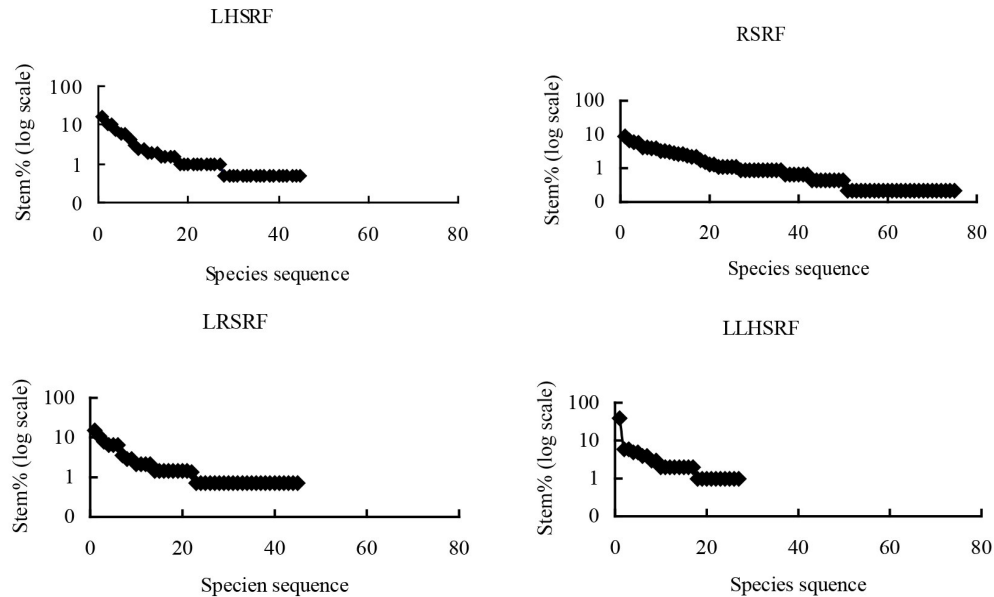 LHSRF
Stem% (log scale)
100
10
1
0
0 20 40 60 80
Species sequence
RSRF
Stem% (log scale)
100
10
1
0
0 20 40 60 80
Species sequence
LRSRF
Stem% (log scale)
100
10
1
0
0 20 40 60 80
Specien sequence
LLHSRF
Stem% (log scale)
100
10
1
0
0 20 40 60 80
Species squence